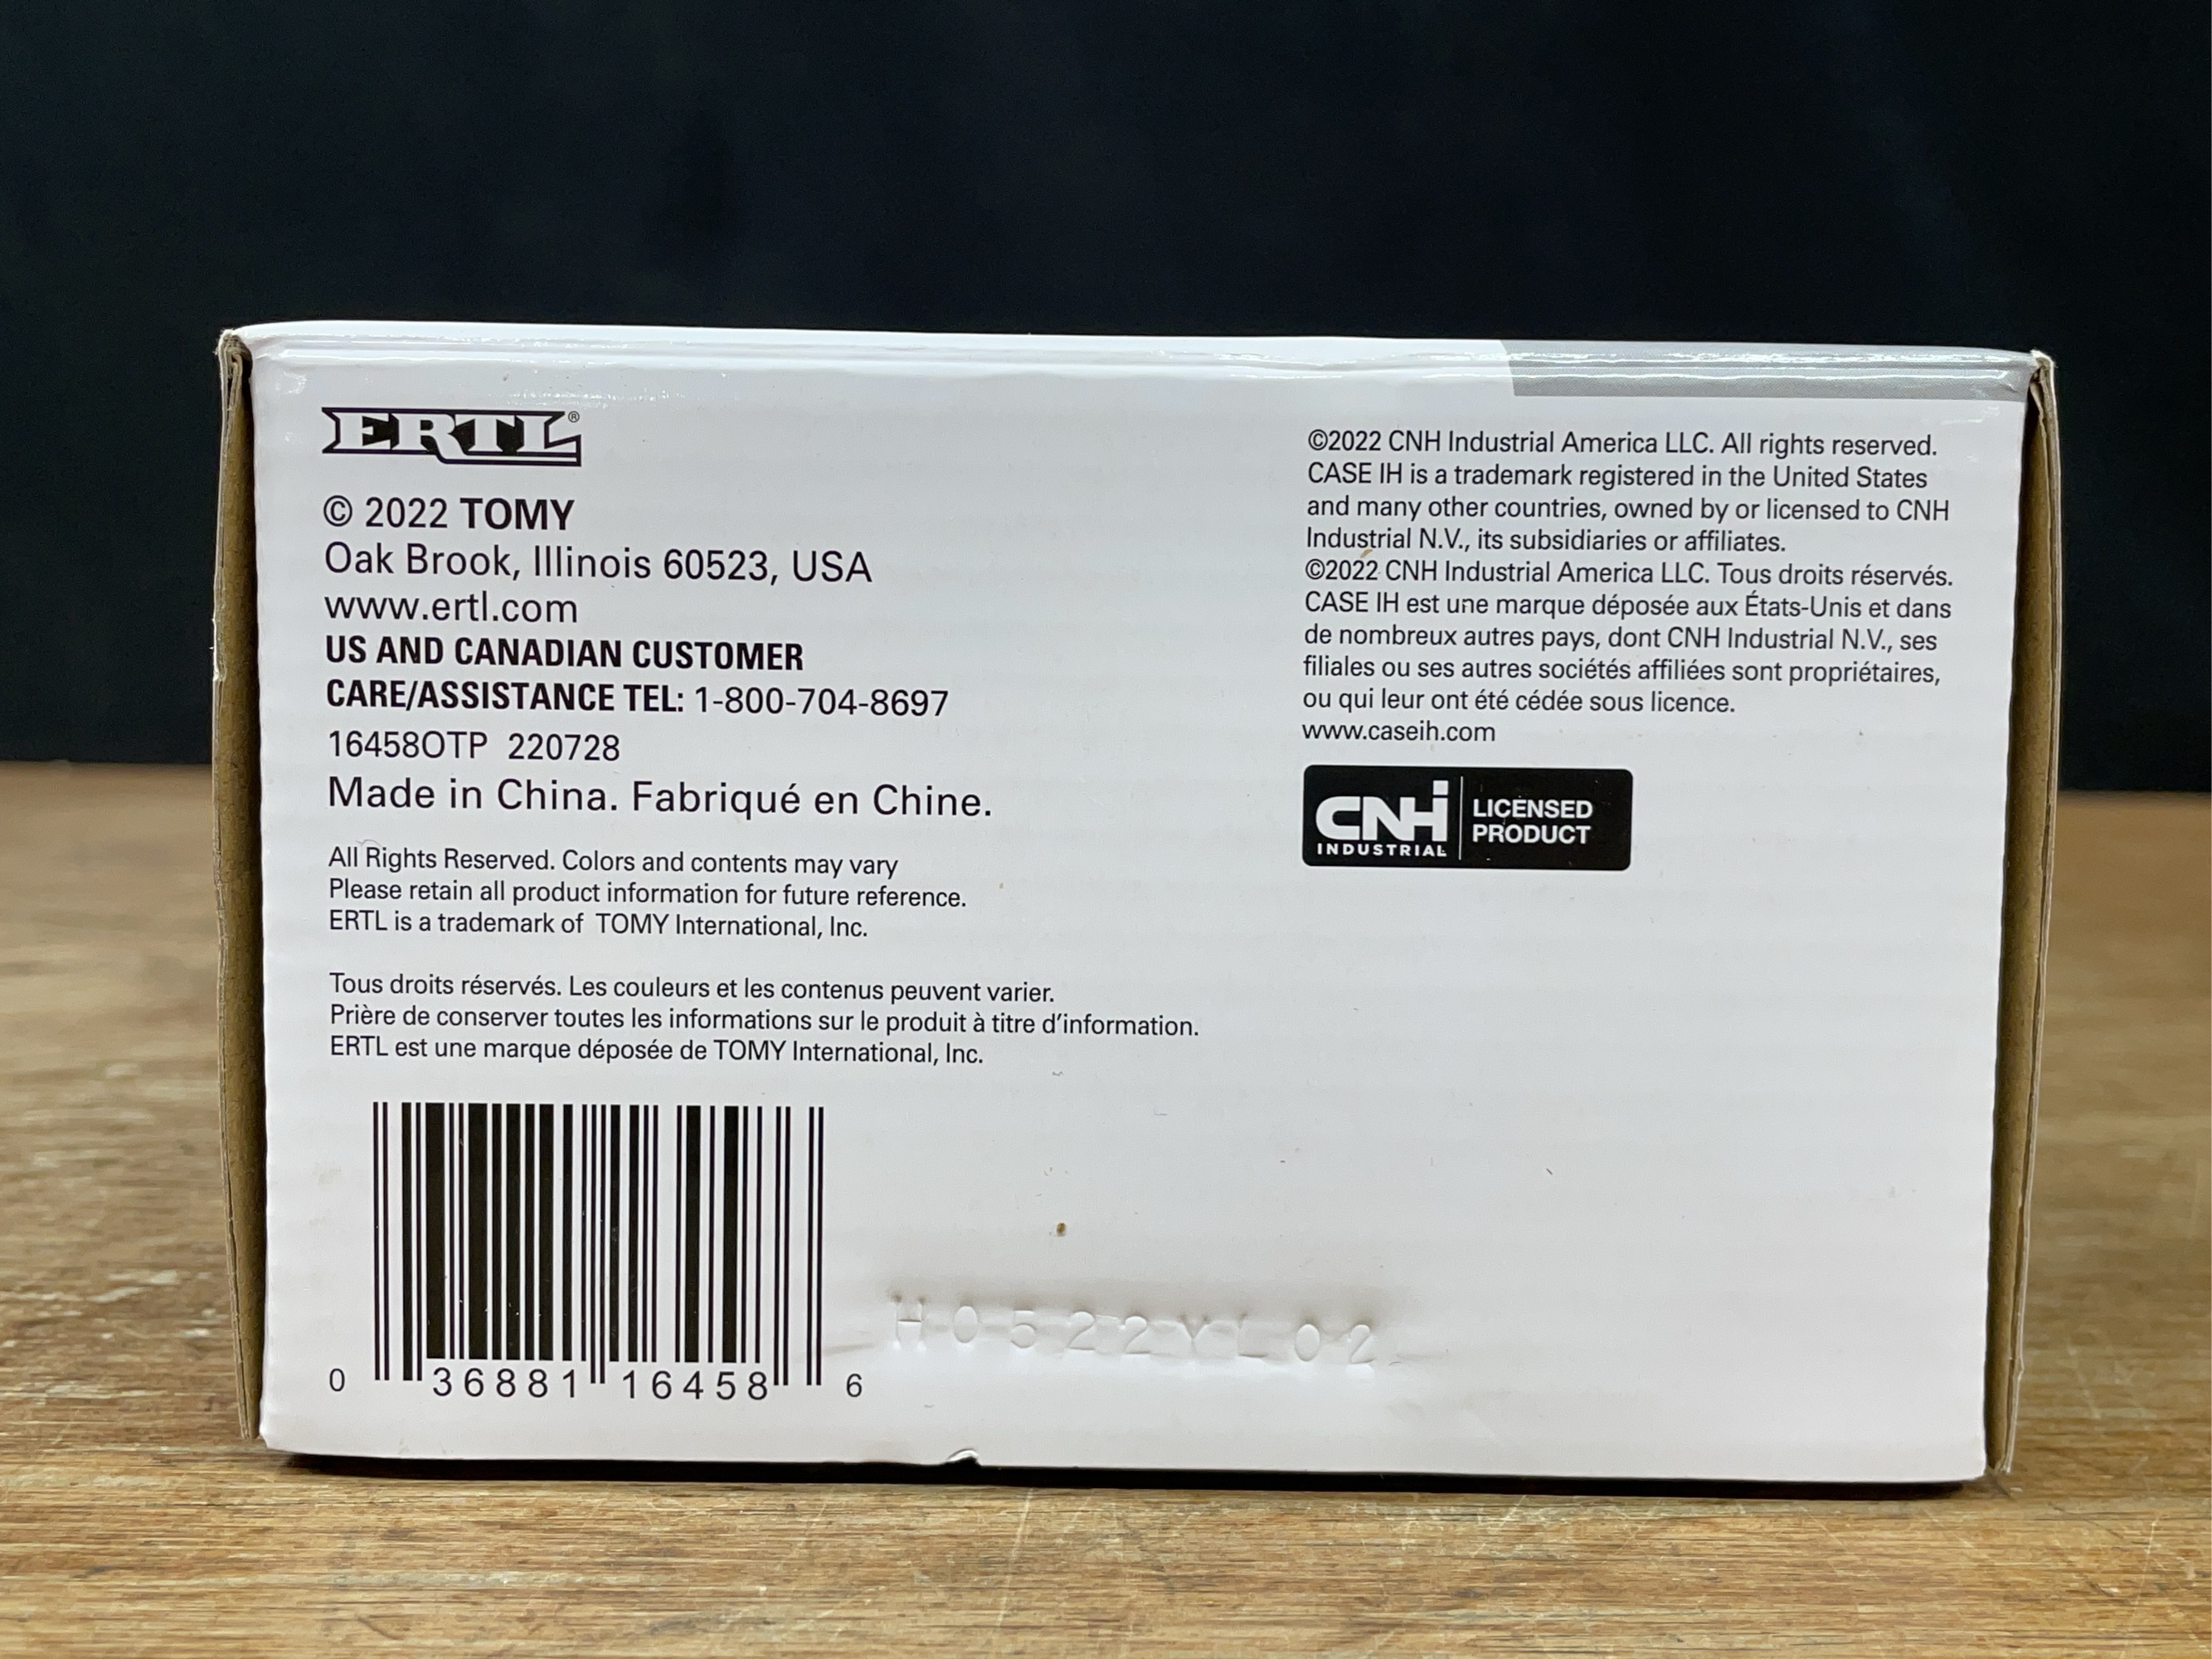 ERTL®
© 2022 TOMY
Oak Brook, Illinois 60523, USA
www.ertl.com
US AND CANADIAN CUSTOMER
CARE/ASSISTANCE TEL: 1-800-704-8697
16458OTP 220728
Made in China. Fabriqué en Chine.
All Rights Reserved. Colors and contents may vary
Please retain all product information for future reference.
ERTL is a trademark of TOMY International, Inc.
Tous droits réservés. Les couleurs et les contenus peuvent varier.
Prière de conserver toutes les informations sur le produit à titre d'information.
ERTL est une marque déposée de TOMY International, Inc.
0 36881 16458 6
H0522YL02
©2022 CNH Industrial America LLC. All rights reserved.
CASE IH is a trademark registered in the United States
and many other countries, owned by or licensed to CNH
Industrial N.V., its subsidiaries or affiliates.
©2022 CNH Industrial America LLC. Tous droits réservés.
CASE IH est une marque déposée aux États-Unis et dans
de nombreux autres pays, dont CNH Industrial N.V., ses
filiales ou ses autres sociétés affiliées sont propriétaires,
ou qui leur ont été cédée sous licence.
www.caseih.com
CNHi
INDUSTRIAL
LICENSED
PRODUCT